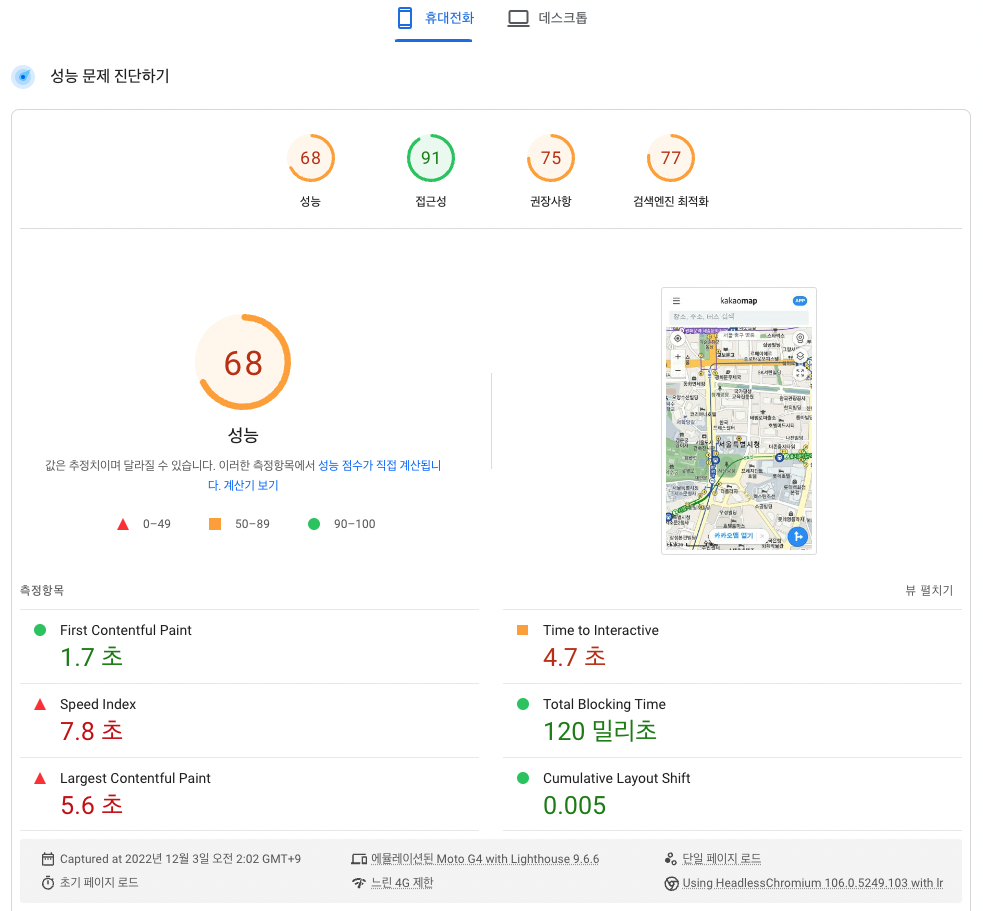 휴대전화
데스크톱
성능 문제 진단하기
68
91
75
77
성능
접근성
권장사항
검색엔진 최적화
68
성능
값은 추정치이며 달라질 수 있습니다. 이러한 측정항목에서 성능 점수가 직접 계산됩니
다. 계산기 보기
0–49
50–89
90–100
kakaomap
APP
장소, 주소, 버스 검색
서울특별시청
카카오맵 열기
측정항목
뷰 펼치기
First Contentful Paint
1.7 초
Time to Interactive
4.7 초
Speed Index
7.8 초
Total Blocking Time
120 밀리초
Largest Contentful Paint
5.6 초
Cumulative Layout Shift
0.005
Captured at 2022년 12월 3일 오전 2:02 GMT+9
에뮬레이션된 Moto G4 with Lighthouse 9.6.6
단일 페이지 로드
초기 페이지 로드
느린 4G 제한
Using HeadlessChromium 106.0.5249.103 with lr